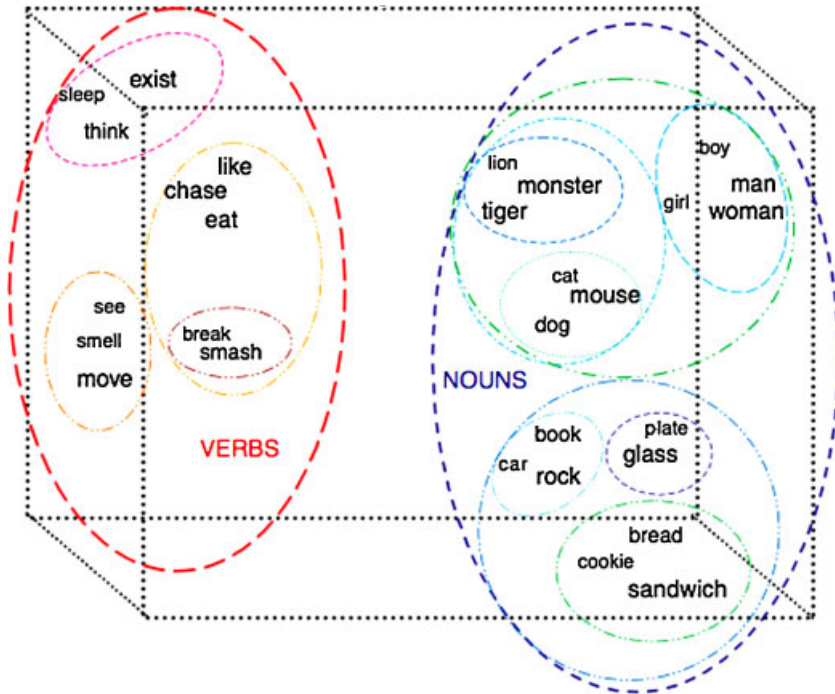 exist
sleep
think
like
chase
eat
see
smell
move
break
smash
VERBS
lion
monster
tiger
boy
man
girl
woman
cat
mouse
dog
NOUNS
book
car
rock
plate
glass
bread
cookie
sandwich